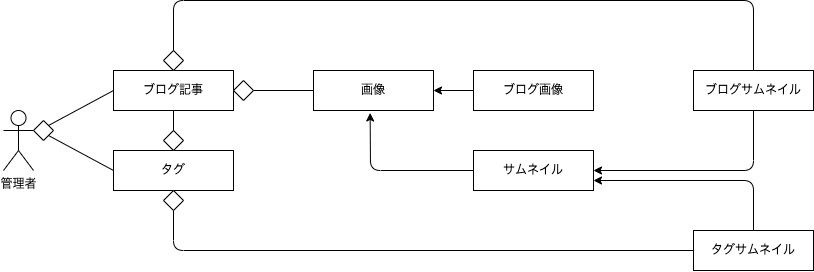 ブログ記事
画像
ブログ画像
ブログサムネイル
管理者
タグ
サムネイル
タグサムネイル